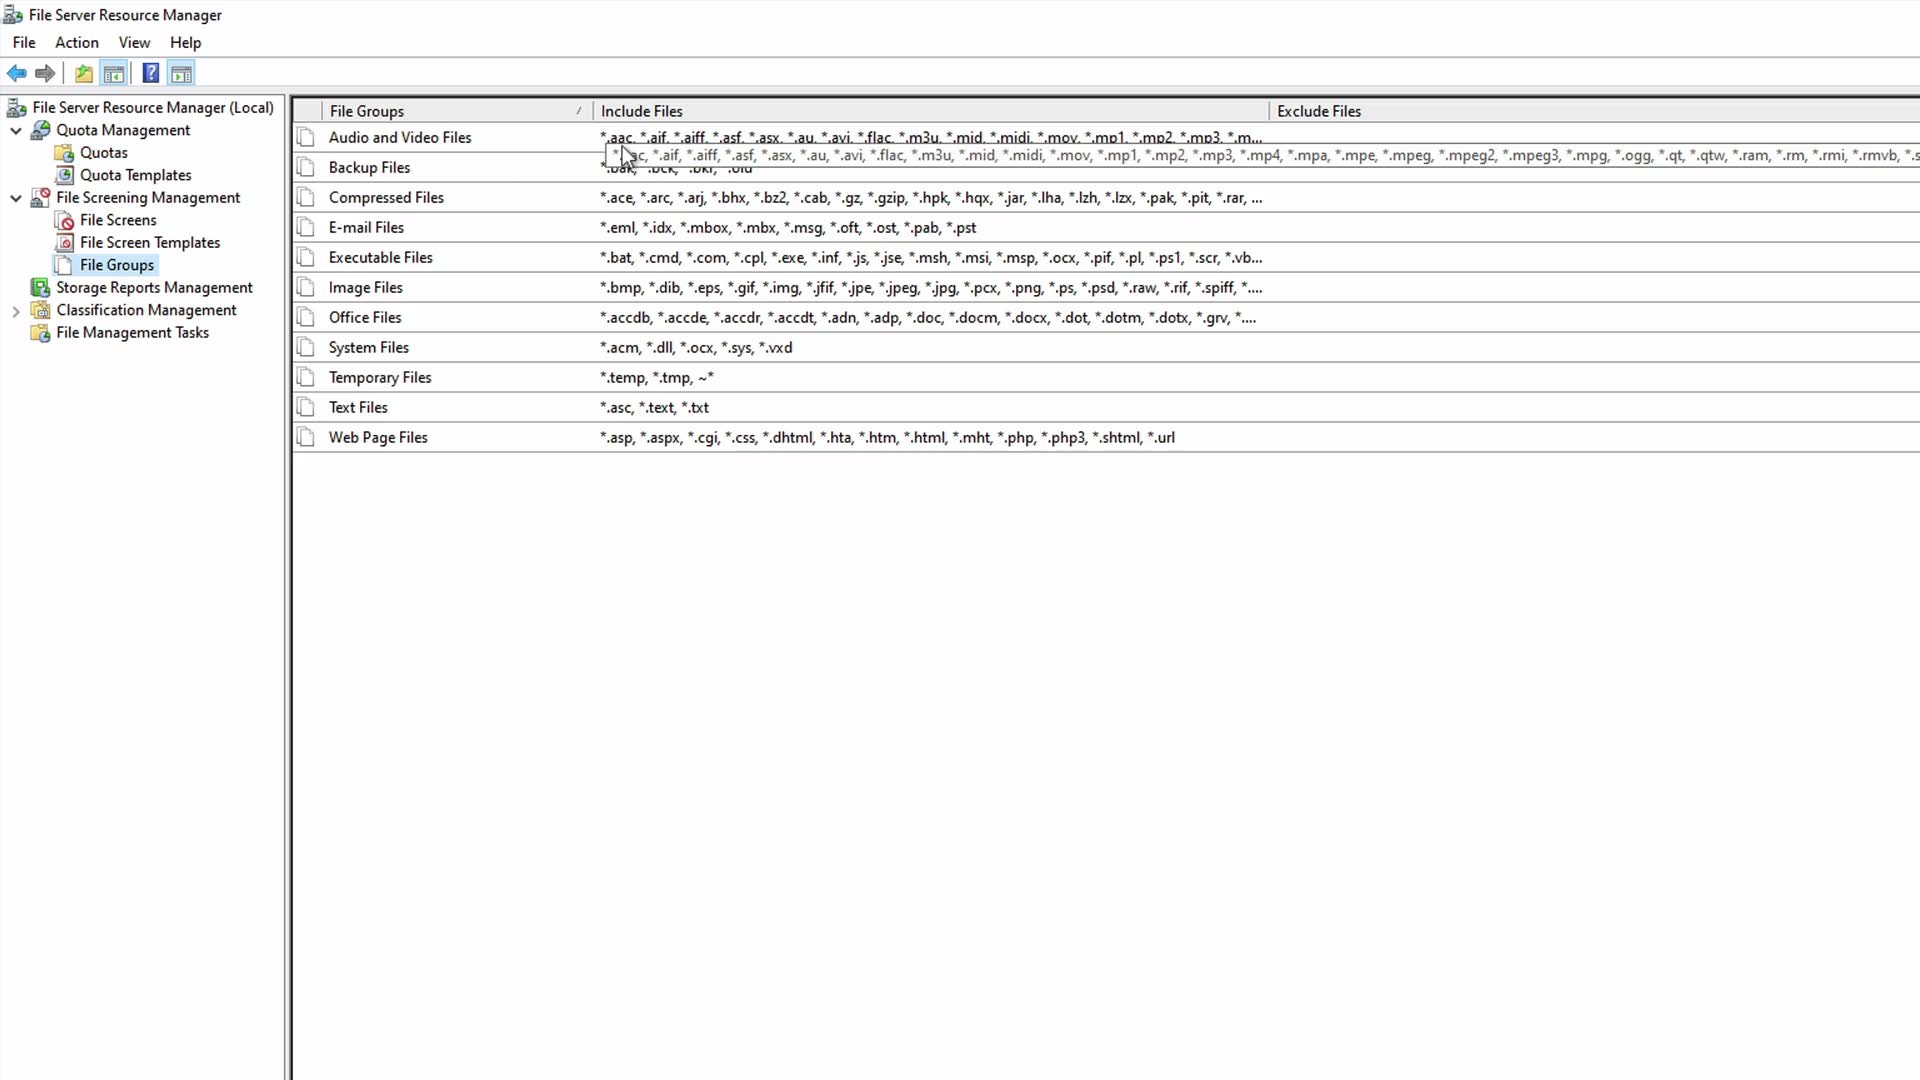 File Server Resource Manager
File Action View Help
File Server Resource Manager (Local)
Quota Management
Quotas
Quota Templates
File Screening Management
File Screens
File Screen Templates
File Groups
Storage Reports Management
Classification Management
File Management Tasks
File Groups Include Files Exclude Files
Audio and Video Files *.aac, *.aif, *.aiff, *.asf, *.asx, *.au, *.avi, *.flac, *.m3u, *.mid, *.midi, *.mov, *.mp1, *.mp2, *.mp3, *.m...
*.aif, *.aiff, *.asf, *.asx, *.au, *.avi, *.flac, *.m3u, *.mid, *.midi, *.mov, *.mp1, *.mp2, *.mp3, *.mp4, *.mpa, *.mpe, *.mpeg, *.mpeg2, *.mpeg3, *.mpg, *.ogg, *.qt, *.qtw, *.ram, *.rm, *.rmi, *.rmvb, *.s
Backup Files *.bak, *.bck, *.bkf, *.old
Compressed Files *.ace, *.arc, *.arj, *.bhx, *.bz2, *.cab, *.gz, *.gzip, *.hpk, *.hqx, *.jar, *.lha, *.lzh, *.lzx, *.pak, *.pit, *.rar, ...
E-mail Files *.eml, *.idx, *.mbox, *.mbx, *.msg, *.oft, *.ost, *.pab, *.pst
Executable Files *.bat, *.cmd, *.com, *.cpl, *.exe, *.inf, *.js, *.jse, *.msh, *.msi, *.msp, *.ocx, *.pif, *.pl, *.ps1, *.scr, *.vb...
Image Files *.bmp, *.dib, *.eps, *.gif, *.img, *.jfif, *.jpe, *.jpeg, *.jpg, *.pcx, *.png, *.ps, *.psd, *.raw, *.rif, *.spiff, *....
Office Files *.accdb, *.accde, *.accdr, *.accdt, *.adn, *.adp, *.doc, *.docm, *.docx, *.dot, *.dotm, *.dotx, *.grv, *....
System Files *.acm, *.dll, *.ocx, *.sys, *.vxd
Temporary Files *.temp, *.tmp, ~*
Text Files *.asc, *.text, *.txt
Web Page Files *.asp, *.aspx, *.cgi, *.css, *.dhtml, *.hta, *.htm, *.html, *.mht, *.php, *.php3, *.shtml, *.url